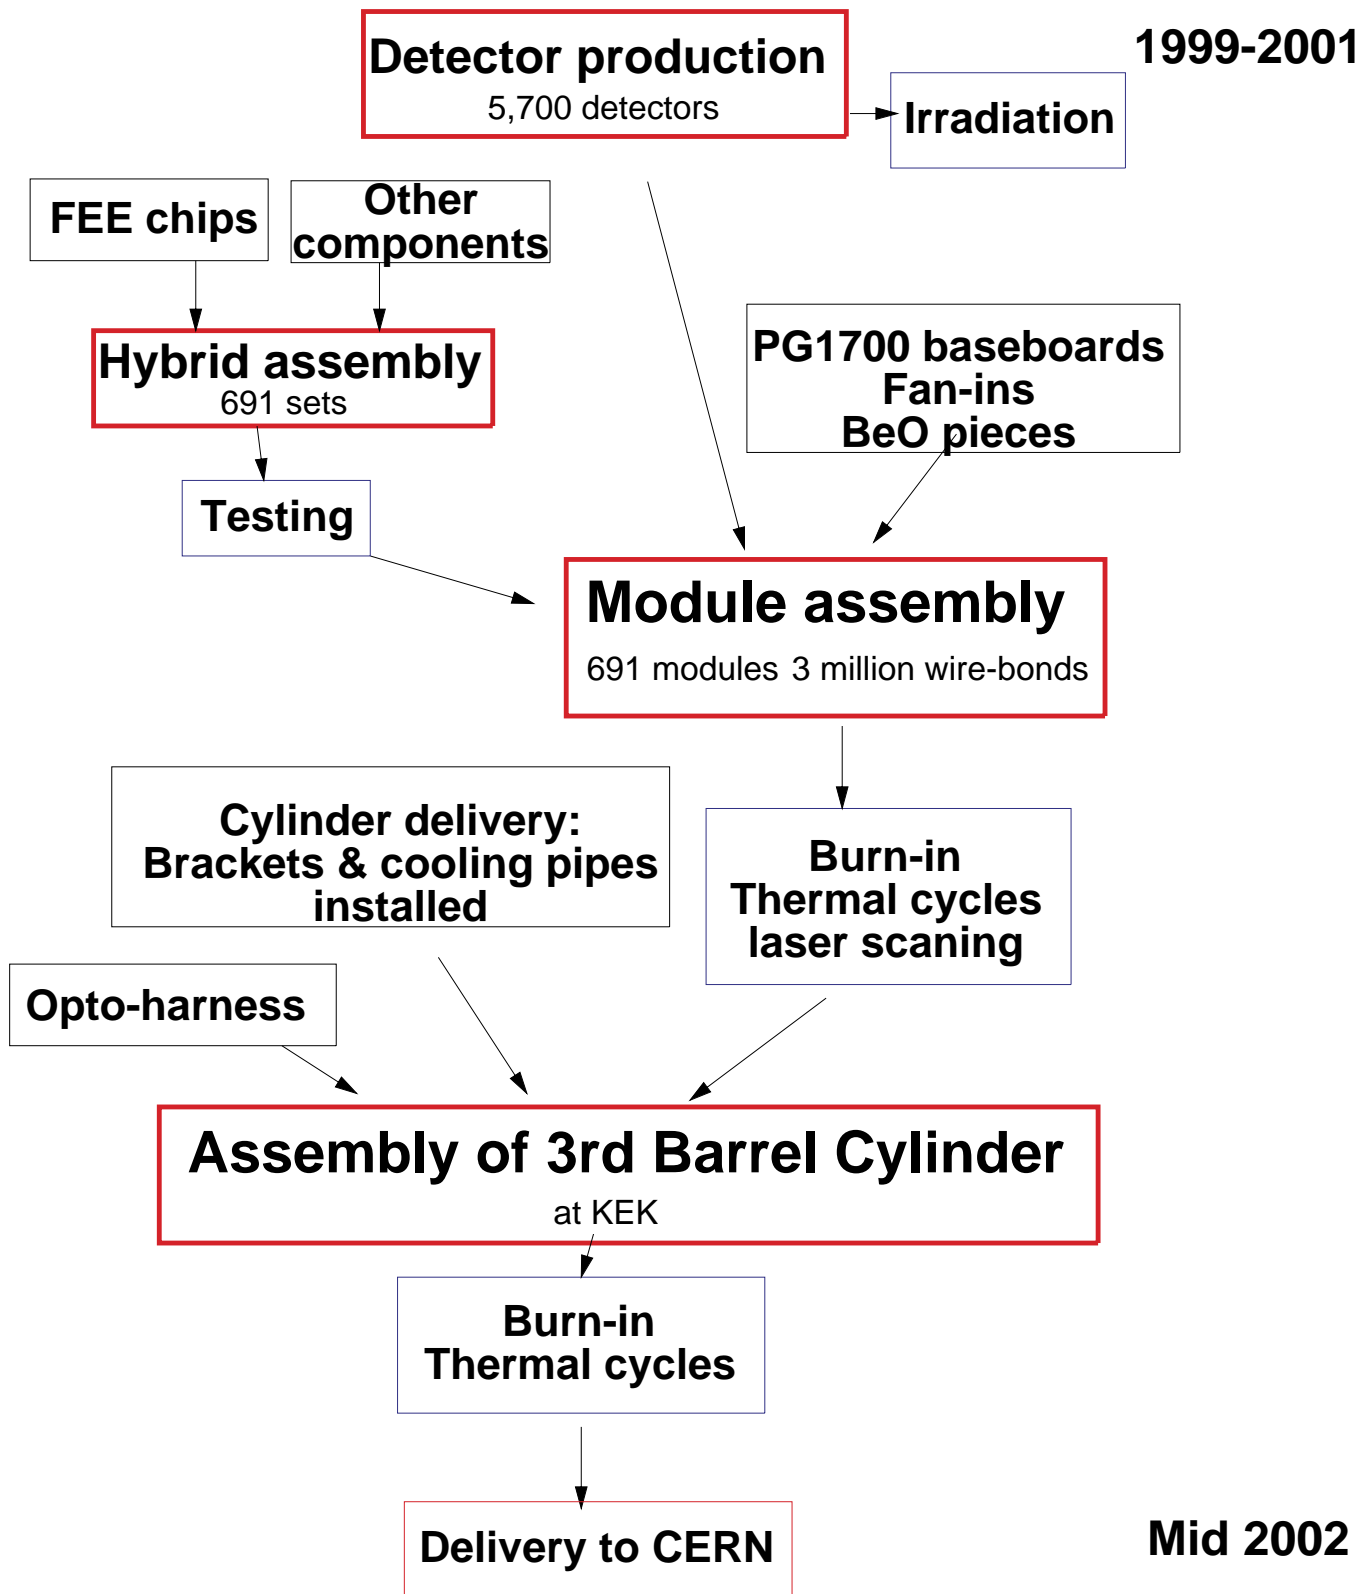 1999-2001
Detector production
5,700 detectors
Irradiation
FEE chips
Other
components
Hybrid assembly
691 sets
PG1700 baseboards
Fan-ins
BeO pieces
Testing
Module assembly
691 modules 3 million wire-bonds
Cylinder delivery:
Brackets & cooling pipes
installed
Burn-in
Thermal cycles
laser scaning
Opto-harness
Assembly of 3rd Barrel Cylinder
at KEK
Burn-in
Thermal cycles
Delivery to CERN
Mid 2002